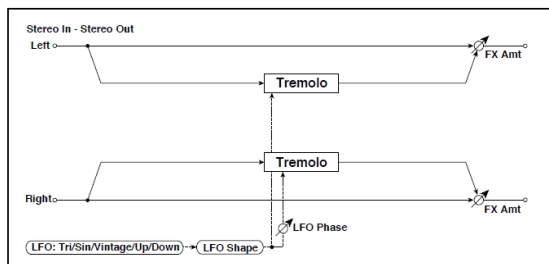 Stereo In - Stereo Out
Left
FX Amt
Tremolo
Tremolo
Right
FX Amt
LFO Phase
LFO: Tri/Sin/Vintage/Up/Down
LFO Shape